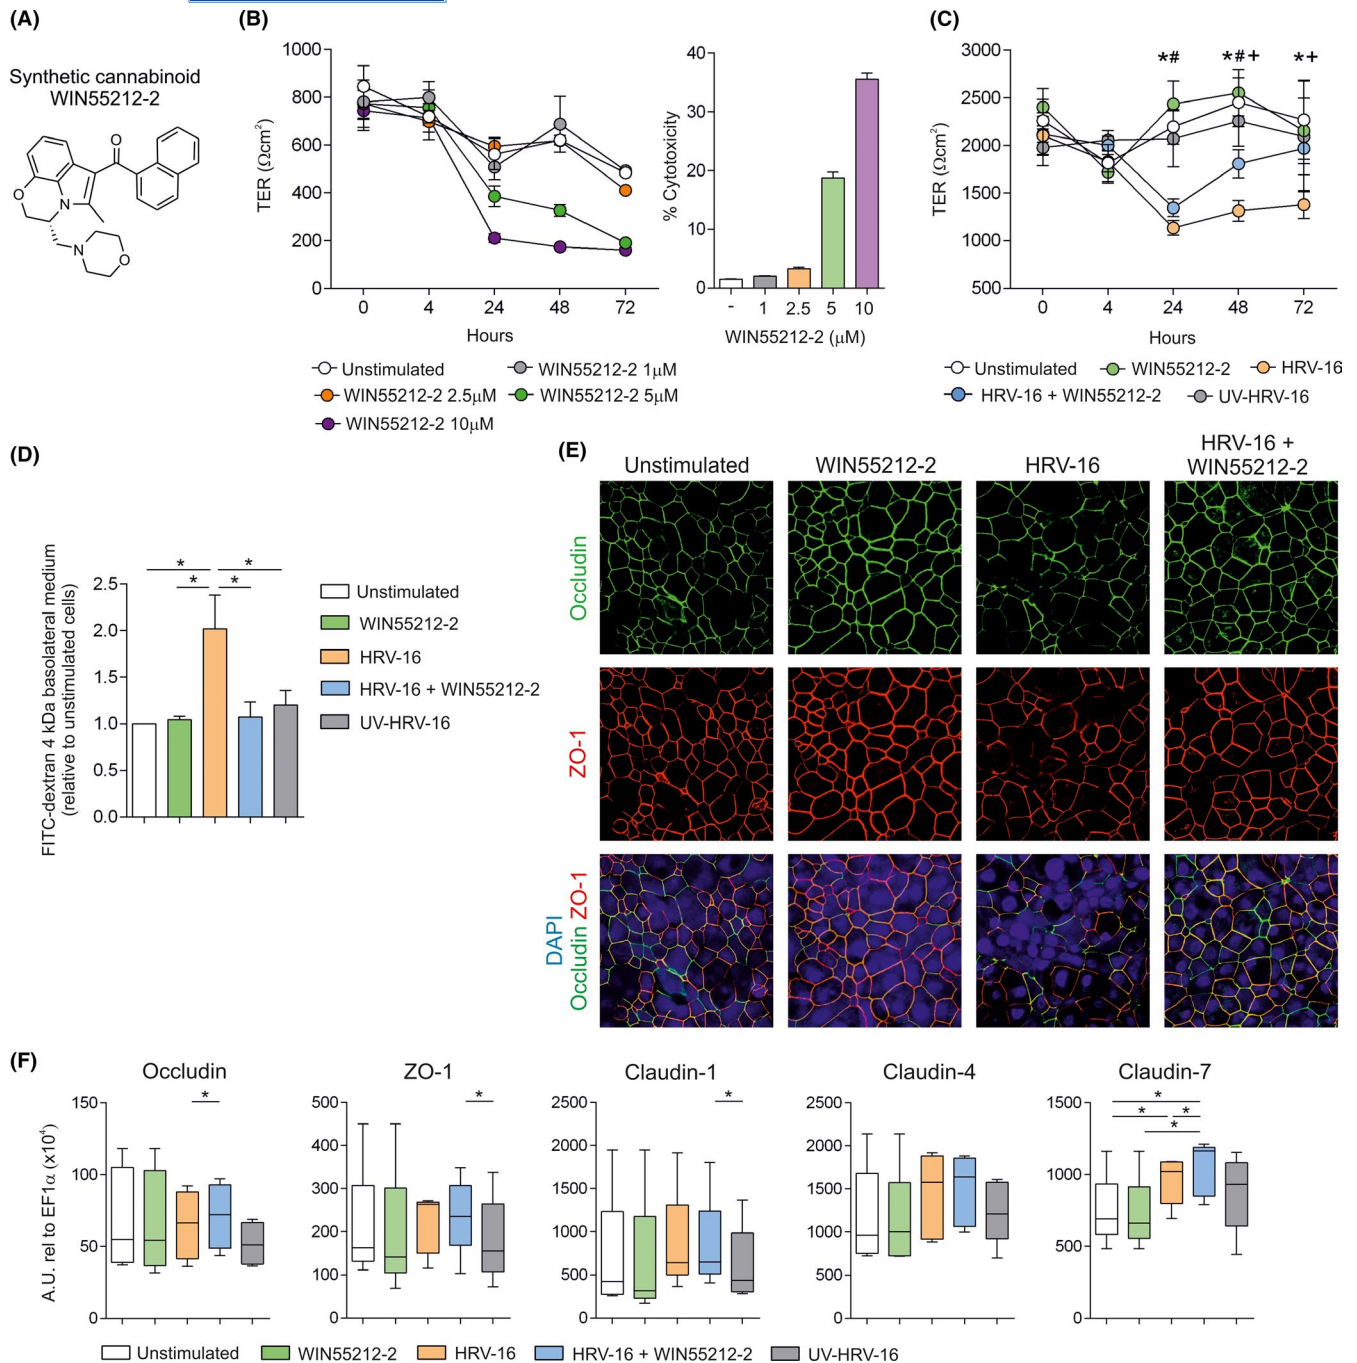 (A)
Synthetic cannabinoid
WIN55212-2
O
O
N
N
O
(B)
TER (Ωcm²)
1000
800
600
400
200
0
0 4 24 48 72
Hours
% Cytotoxicity
40
30
20
10
0
- 1 2.5 5 10
WIN55212-2 (μM)
Unstimulated
WIN55212-2 1μM
WIN55212-2 2.5μM
WIN55212-2 5μM
WIN55212-2 10μM
(C)
TER (Ωcm²)
3000
2500
2000
1500
1000
500
*# *#+ *+
0 4 24 48 72
Hours
Unstimulated
WIN55212-2
HRV-16
HRV-16 + WIN55212-2
UV-HRV-16
(D)
FITC-dextran 4 kDa basolateral medium
(relative to unstimulated cells)
2.5
2.0
1.5
1.0
0.5
0.0
* *
* *
Unstimulated
WIN55212-2
HRV-16
HRV-16 + WIN55212-2
UV-HRV-16
(E)
Unstimulated
WIN55212-2
HRV-16
HRV-16 +
WIN55212-2
Occludin
ZO-1
DAPI
Occludin ZO-1
(F)
A.U. rel to EF1α (x10⁴)
Occludin
150
100
50
0
*
ZO-1
500
400
300
200
100
0
*
Claudin-1
2500
2000
1500
1000
500
0
*
Claudin-4
2500
2000
1500
1000
500
0
Claudin-7
1500
1000
500
0
*
* *
*
Unstimulated
WIN55212-2
HRV-16
HRV-16 + WIN55212-2
UV-HRV-16